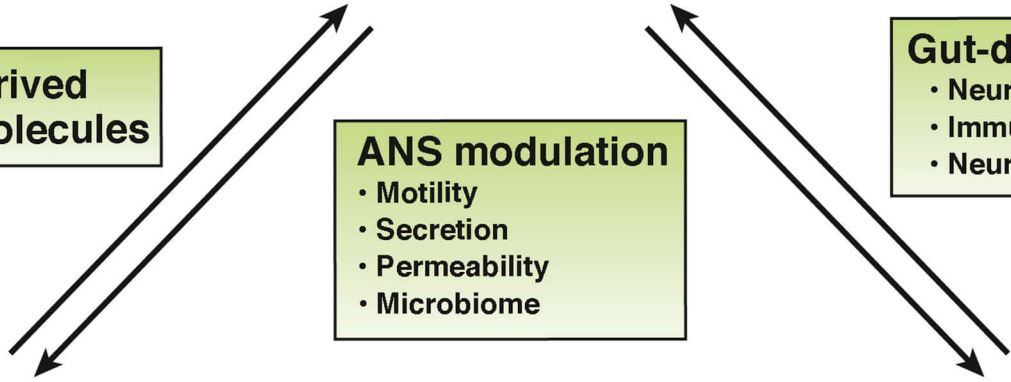 rived
olecules
ANS modulation
• Motility
• Secretion
• Permeability
• Microbiome
Gut-d
• Neur
• Immu
• Neur